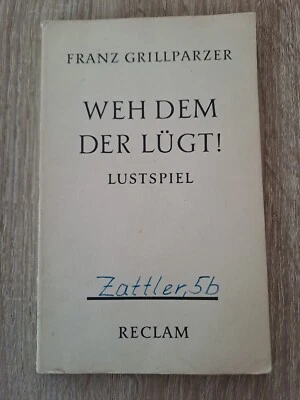 FRANZ GRILLPARZER
WEH DEM
DER LÜGT!
LUSTSPIEL
Zattler, 5b
RECLAM